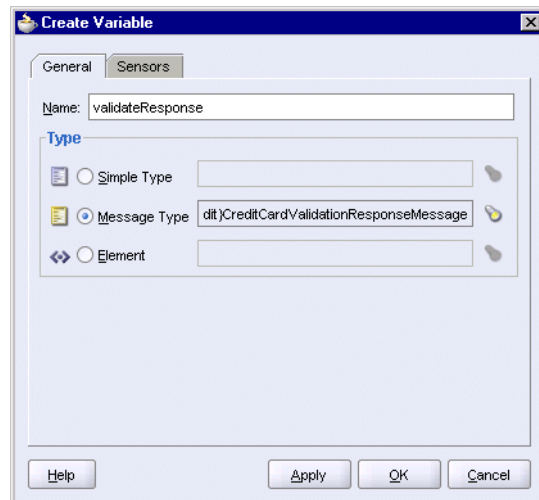 Create Variable
General Sensors
Name: validateResponse
Type
Simple Type
Message Type dit}CreditCardValidationResponseMessage
Element
Help Apply OK Cancel